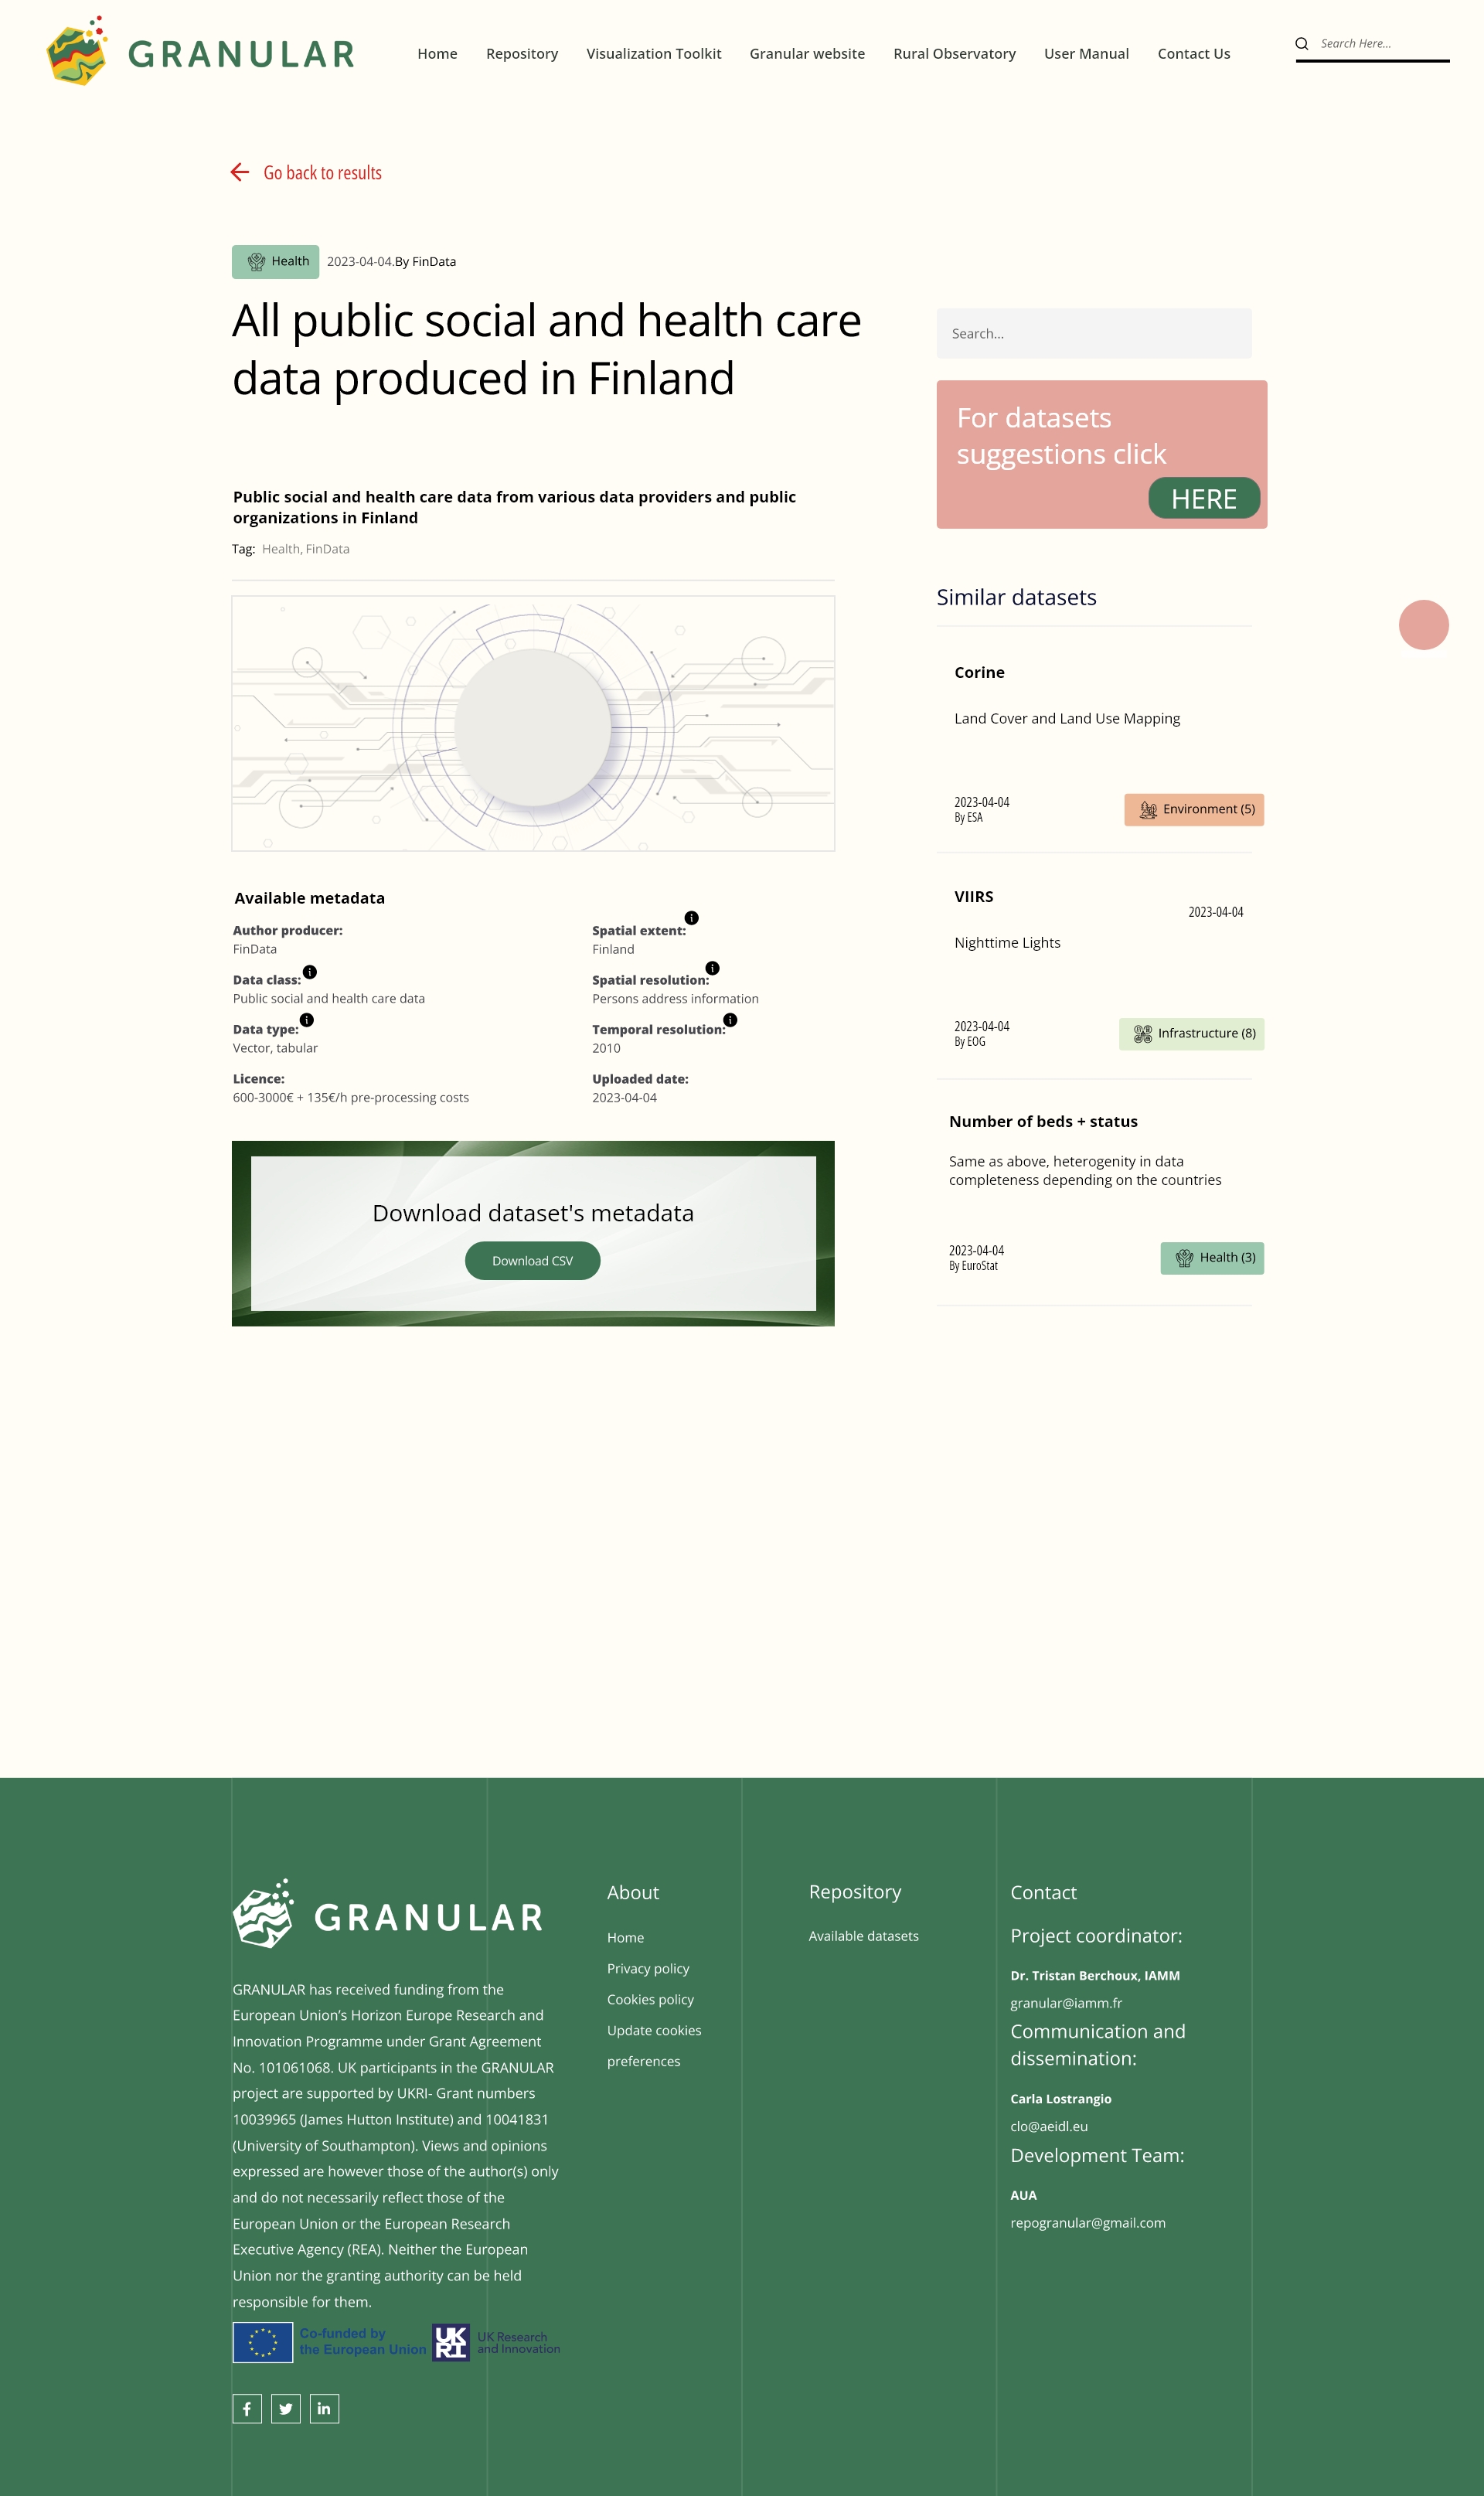 GRANULAR
Home Repository Visualization Toolkit Granular website Rural Observatory User Manual Contact Us
Search Here...
Go back to results
Health 2023-04-04.By FinData
All public social and health care
data produced in Finland
Public social and health care data from various data providers and public
organizations in Finland
Tag: Health, FinData
Available metadata
Author producer:
FinData
Data class:
Public social and health care data
Data type:
Vector, tabular
Licence:
600-3000€ + 135€/h pre-processing costs
Spatial extent:
Finland
Spatial resolution:
Persons address information
Temporal resolution:
2010
Uploaded date:
2023-04-04
Download dataset's metadata
Download CSV
Search...
For datasets
suggestions click
HERE
Similar datasets
Corine
Land Cover and Land Use Mapping
2023-04-04
By ESA
Environment (5)
VIIRS
2023-04-04
Nighttime Lights
2023-04-04
By EOG
Infrastructure (8)
Number of beds + status
Same as above, heterogenity in data
completeness depending on the countries
2023-04-04
By EuroStat
Health (3)
GRANULAR
GRANULAR has received funding from the
European Union’s Horizon Europe Research and
Innovation Programme under Grant Agreement
No. 101061068. UK participants in the GRANULAR
project are supported by UKRI- Grant numbers
10039965 (James Hutton Institute) and 10041831
(University of Southampton). Views and opinions
expressed are however those of the author(s) only
and do not necessarily reflect those of the
European Union or the European Research
Executive Agency (REA). Neither the European
Union nor the granting authority can be held
responsible for them.
Co-funded by
the European Union
UK
RI
UK Research
and Innovation
About
Home
Privacy policy
Cookies policy
Update cookies
preferences
Repository
Available datasets
Contact
Project coordinator:
Dr. Tristan Berchoux, IAMM
granular@iamm.fr
Communication and
dissemination:
Carla Lostrangio
clo@aeidl.eu
Development Team:
AUA
repogranular@gmail.com